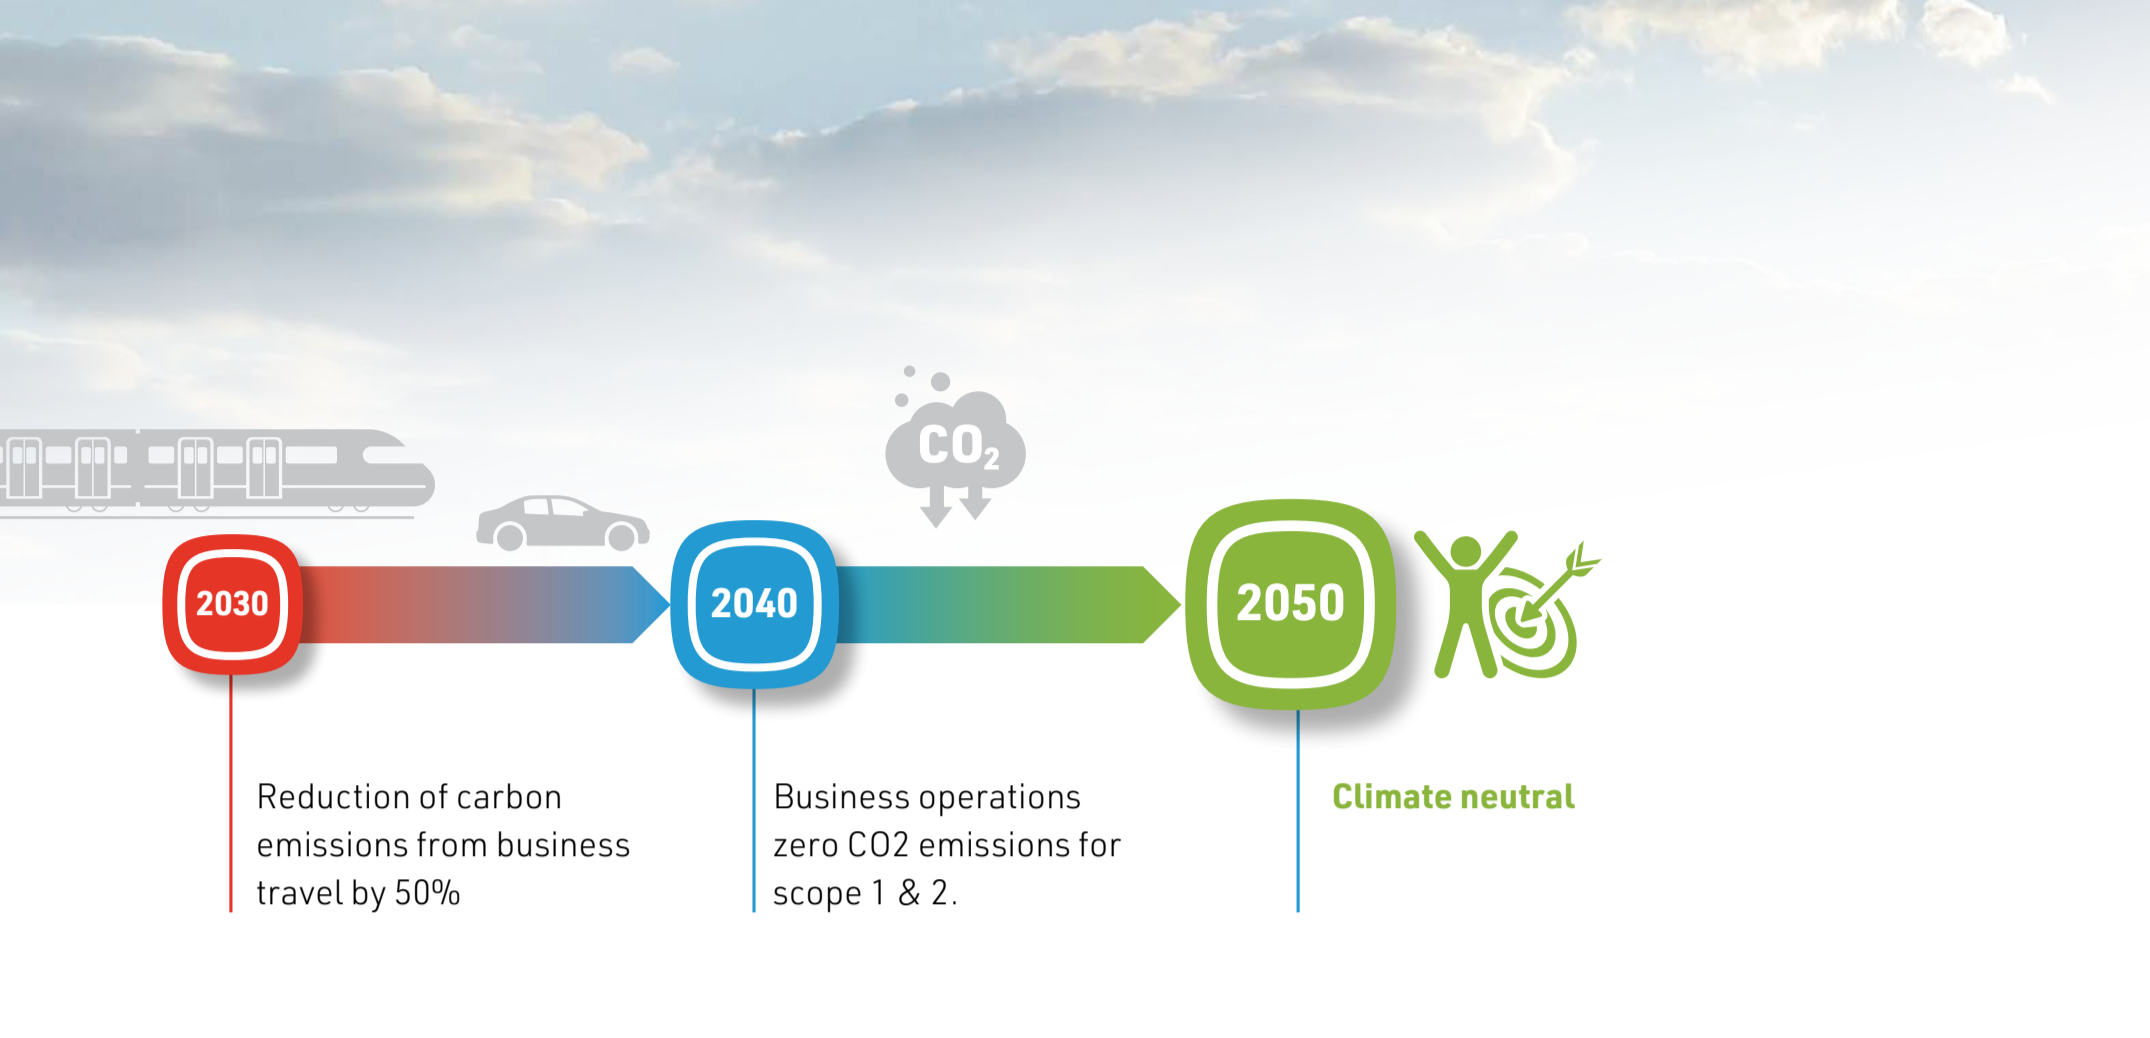 CO₂
2030
2040
2050
Reduction of carbon
emissions from business
travel by 50%
Business operations
zero CO2 emissions for
scope 1 & 2.
Climate neutral